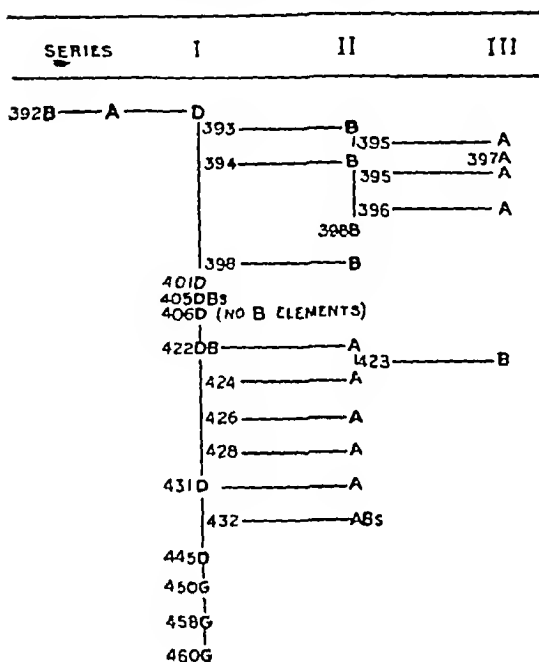 SERIES I II III
392B A D
393 B
395 A
394 B 397A
395 A
396 A
398B
398 B
401D
405DBs
406D (NO B ELEMENTS)
422DB A
423 B
424 A
426 A
428 A
431D A
432 ABs
445D
450G
458G
460G